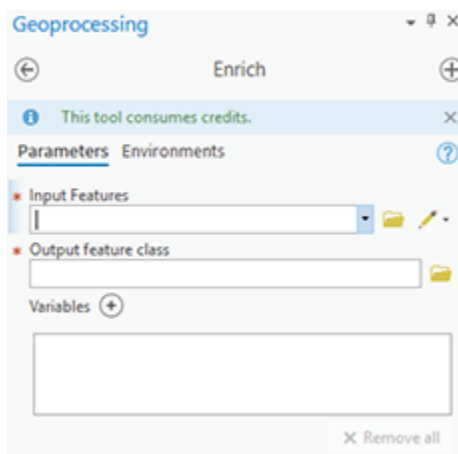 Geoprocessing
Enrich
This tool consumes credits.
Parameters Environments
* Input Features
* Output feature class
Variables
Remove all